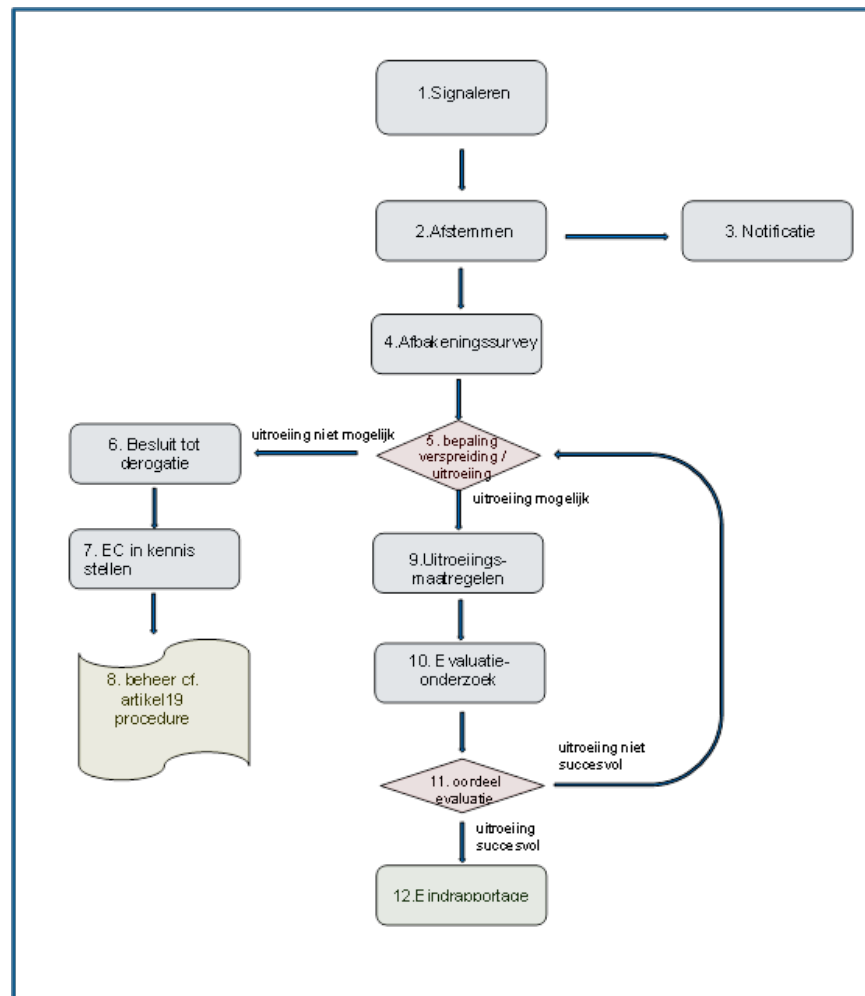 1.Signaleren
2.Afstemmen
3. Notificatie
4.Afbakeningssurvey
uitroeiing niet mogelijk
5. bepaling
verspreiding /
uitroeiing
6. Besluit tot
derogatie
uitroeiing mogelijk
7. EC in kennis
stellen
9.Uitroeiings-
maatregelen
8. beheer cf.
artikel19
procedure
10. Evaluatie-
onderzoek
11. oordeel
evaluatie
uitroeiing niet
succesvol
uitroeiing
succesvol
12.Eindrapportage